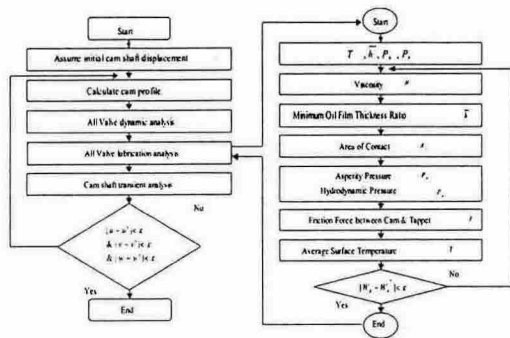 Start
Assume initial cam shaft displacement
Calculate cam profile
All Valve dynamic analysis
All Valve lubrication analysis
Cam shaft transient analysis
No
& &
Yes
End
Start
Viscosity μ
Minimum Oil Film Thickness Ratio
Area of Contact
Asperity Pressure
Hydrodynamic Pressure
Friction Force between Cam & Tappet
Average Surface Temperature T
No
Yes
End